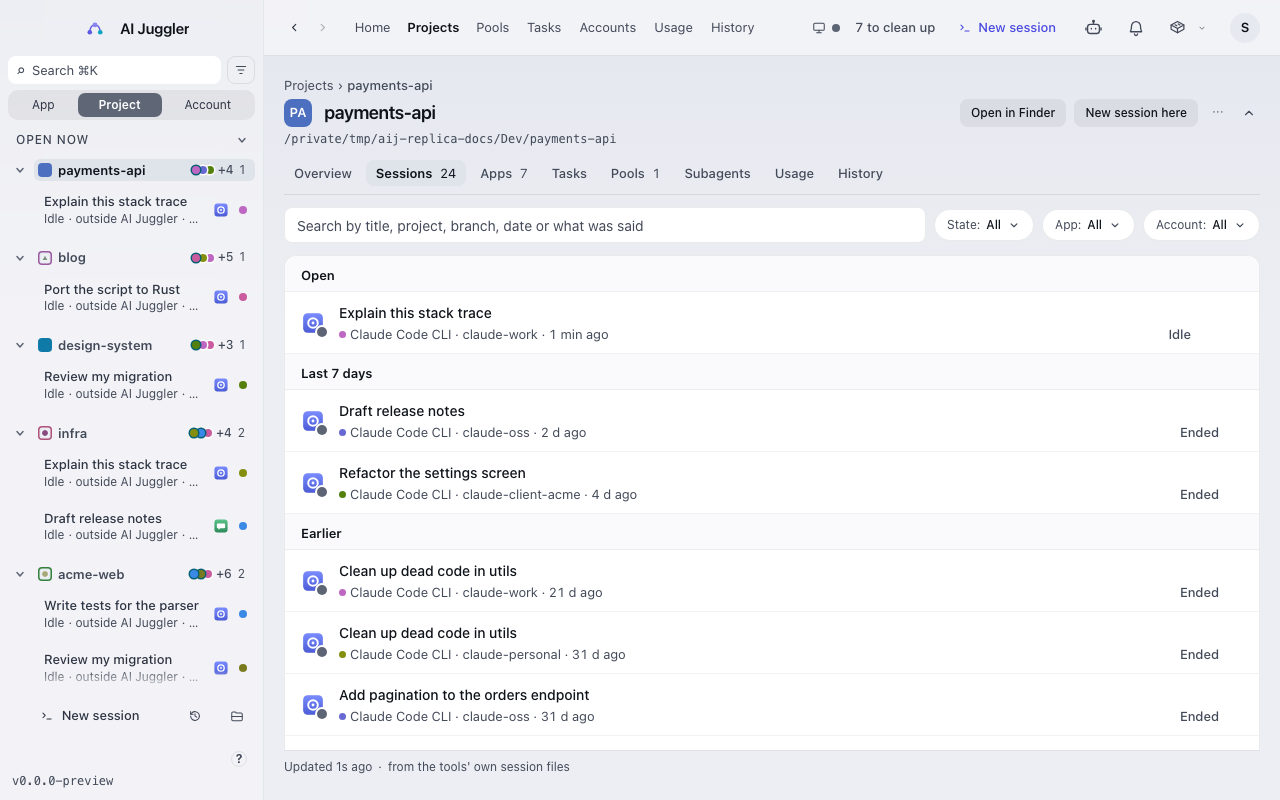 AI Juggler
Search ⌘K
App Project Account
OPEN NOW
payments-api +4 1
Explain this stack trace
Idle · outside AI Juggler · ...
blog +5 1
Port the script to Rust
Idle · outside AI Juggler · ...
design-system +3 1
Review my migration
Idle · outside AI Juggler · ...
infra +4 2
Explain this stack trace
Idle · outside AI Juggler · ...
Draft release notes
Idle · outside AI Juggler · ...
acme-web +6 2
Write tests for the parser
Idle · outside AI Juggler · ...
Review my migration
Idle · outside AI Juggler · ...
New session
?
v0.0.0-preview
Home Projects Pools Tasks Accounts Usage History 7 to clean up New session S
Projects › payments-api
PA payments-api Open in Finder New session here ···
/private/tmp/aij-replica-docs/Dev/payments-api
Overview Sessions 24 Apps 7 Tasks Pools 1 Subagents Usage History
Search by title, project, branch, date or what was said State: All App: All Account: All
Open
Explain this stack trace
Claude Code CLI · claude-work · 1 min ago Idle
Last 7 days
Draft release notes
Claude Code CLI · claude-oss · 2 d ago Ended
Refactor the settings screen
Claude Code CLI · claude-client-acme · 4 d ago Ended
Earlier
Clean up dead code in utils
Claude Code CLI · claude-work · 21 d ago Ended
Clean up dead code in utils
Claude Code CLI · claude-personal · 31 d ago Ended
Add pagination to the orders endpoint
Claude Code CLI · claude-oss · 31 d ago Ended
Updated 1s ago · from the tools' own session files